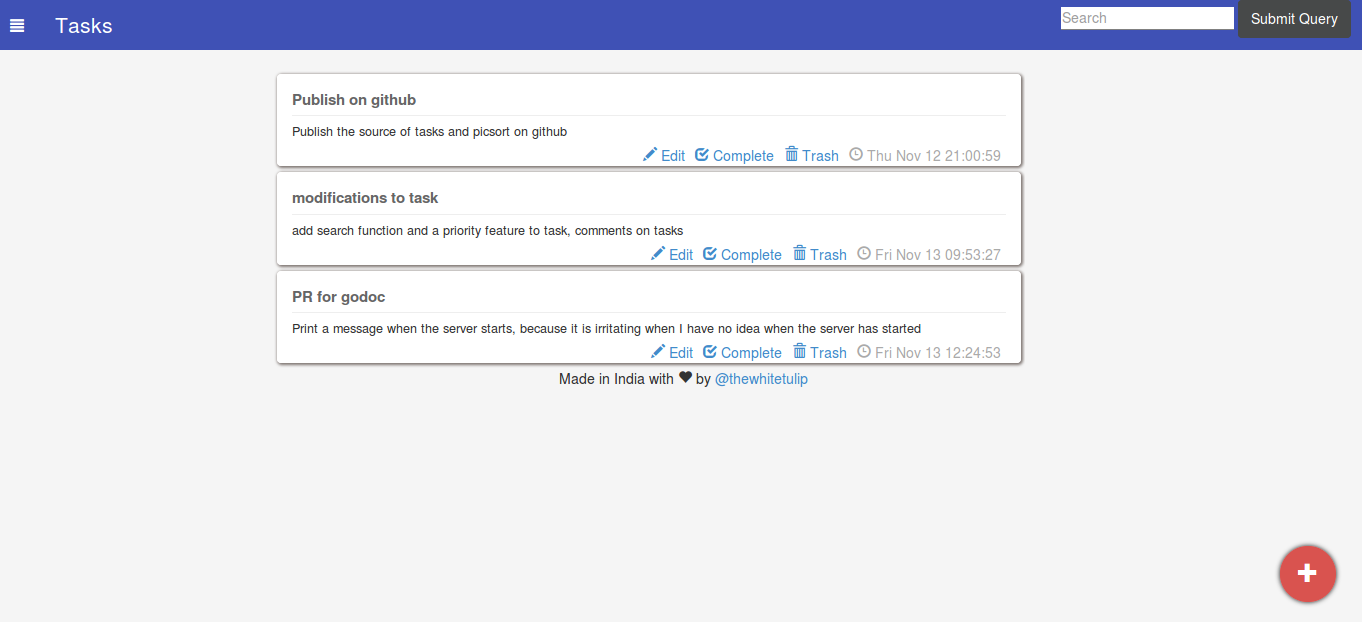 Tasks
Search
Submit Query
Publish on github
Publish the source of tasks and picsort on github
Edit Complete Trash Thu Nov 12 21:00:59
modifications to task
add search function and a priority feature to task, comments on tasks
Edit Complete Trash Fri Nov 13 09:53:27
PR for godoc
Print a message when the server starts, because it is irritating when I have no idea when the server has started
Edit Complete Trash Fri Nov 13 12:24:53
Made in India with ♥ by @thewhitetulip